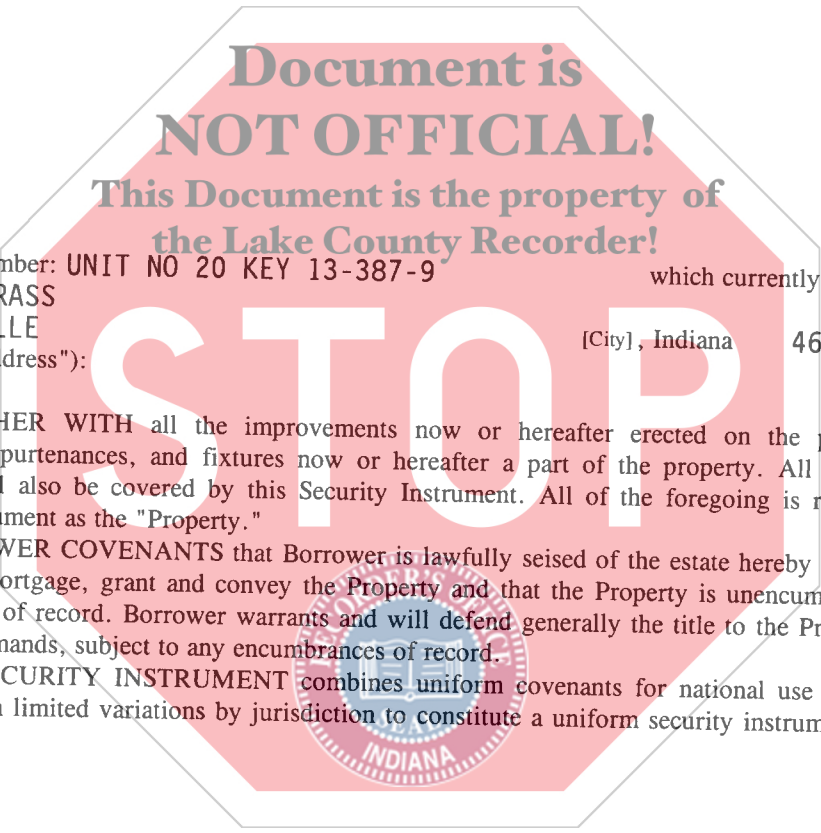 Document is
NOT OFFICIAL!
This Document is the property of
the Lake County Recorder!
mber: UNIT NO 20 KEY 13-387-9 which currently
RASS
LLE [City], Indiana 46
dress"):
STOP
HER WITH all the improvements now or hereafter erected on the p
purtenances, and fixtures now or hereafter a part of the property. All
l also be covered by this Security Instrument. All of the foregoing is r
ument as the "Property."
WER COVENANTS that Borrower is lawfully seised of the estate hereby
ortgage, grant and convey the Property and that the Property is unencum
of record. Borrower warrants and will defend generally the title to the Pr
mands, subject to any encumbrances of record.
CURITY INSTRUMENT combines uniform covenants for national use
limited variations by jurisdiction to constitute a uniform security instrum
RECORDER'S OFFICE
SEAL
INDIANA